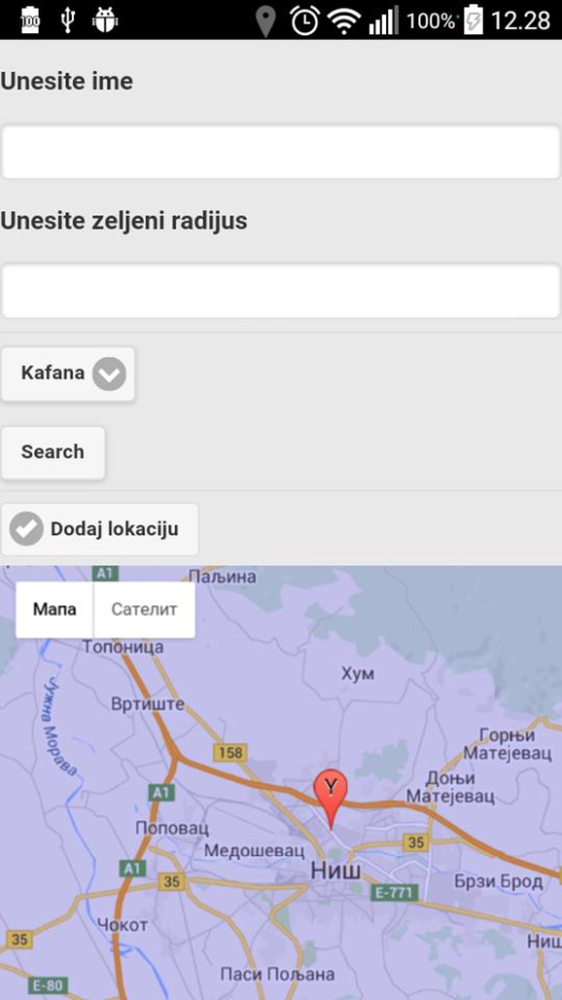 100 100% 12.28
Unesite ime
Unesite zeljeni radijus
Kafana
Search
Dodaj lokaciju
A1 Паљина
Мапа Сателит
Топоница
Хум
Јужна Морава
Вртиште
Горњи
Матејевац
158
Y
Доњи
Матејевац
A1
Поповац
35
Медошевац
A1
Ниш
35
E-771
Брзи Брод
Чокот
35
Ниш
Паси Пољана
E-80